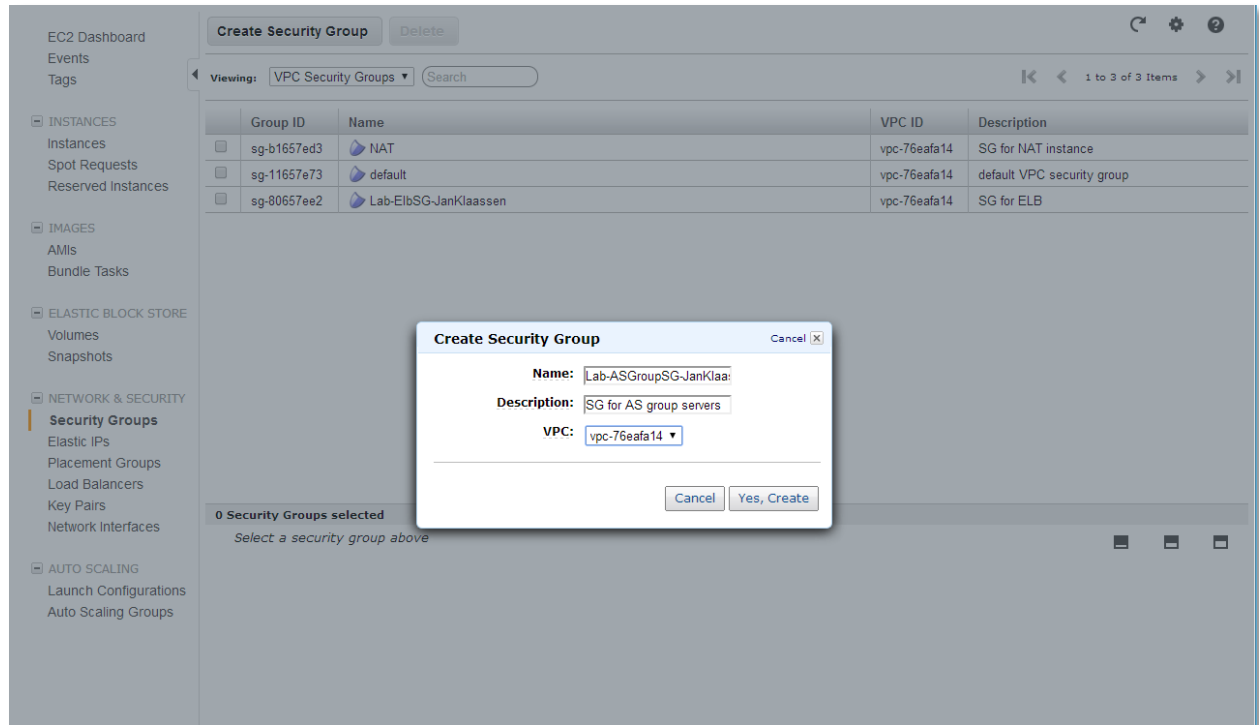 EC2 Dashboard
Events
Tags
INSTANCES
Instances
Spot Requests
Reserved Instances
IMAGES
AMIs
Bundle Tasks
ELASTIC BLOCK STORE
Volumes
Snapshots
NETWORK & SECURITY
Security Groups
Elastic IPs
Placement Groups
Load Balancers
Key Pairs
Network Interfaces
AUTO SCALING
Launch Configurations
Auto Scaling Groups
Create Security Group Delete
Viewing: VPC Security Groups Search 1 to 3 of 3 Items
Group ID Name VPC ID Description
sg-b1657ed3 NAT vpc-76eafa14 SG for NAT instance
sg-11657e73 default vpc-76eafa14 default VPC security group
sg-80657ee2 Lab-ElbSG-JanKlaassen vpc-76eafa14 SG for ELB
Create Security Group Cancel
Name: Lab-ASGroupSG-JanKlaa
Description: SG for AS group servers
VPC: vpc-76eafa14
Cancel Yes, Create
0 Security Groups selected
Select a security group above